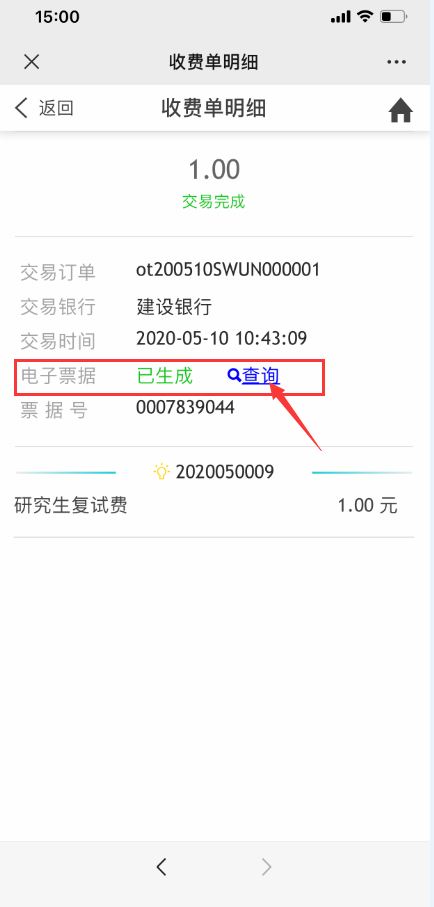 15:00
收费单明细
返回 收费单明细
1.00
交易完成
交易订单 ot200510SWUN000001
交易银行 建设银行
交易时间 2020-05-10 10:43:09
电子票据 已生成 查询
票 据 号 0007839044
2020050009
研究生复试费 1.00 元